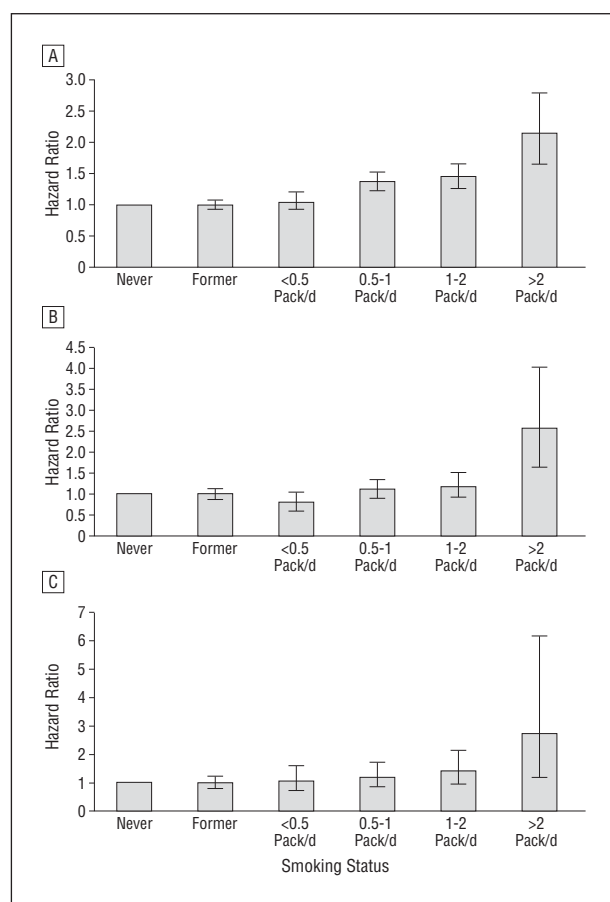 A
3.0
2.5
2.0
1.5
1.0
0.5
0
Hazard Ratio
Never Former <0.5 0.5-1 1-2 >2
Pack/d Pack/d Pack/d Pack/d
B
4.5
4.0
3.5
3.0
2.5
2.0
1.5
1.0
0.5
0
Hazard Ratio
Never Former <0.5 0.5-1 1-2 >2
Pack/d Pack/d Pack/d Pack/d
C
7
6
5
4
3
2
1
0
Hazard Ratio
Never Former <0.5 0.5-1 1-2 >2
Pack/d Pack/d Pack/d Pack/d
Smoking Status